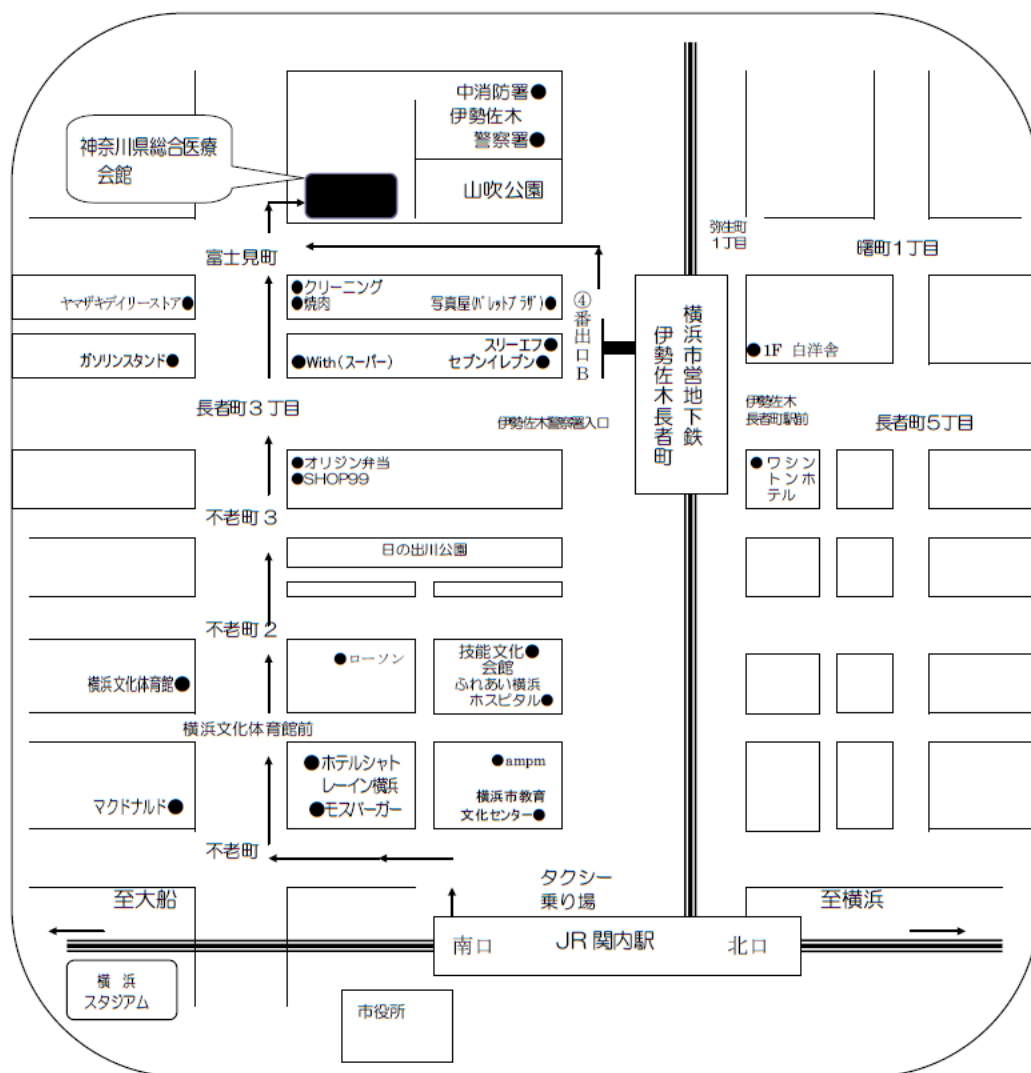 中消防署●
伊勢佐木
警察署●
神奈川県総合医療
会館
山吹公園
弥生町
1丁目
曙町1丁目
富士見町
ヤマザキデイリーストア●
●クリーニング
●焼肉
写真屋(パレットプラザ)●
④番出口B
横浜市営地下鉄
伊勢佐木長者町
ガソリンスタンド●
●With(スーパー)
スリーエフ●
セブンイレブン●
●1F 白洋舎
長者町3丁目
伊勢佐木警察署入口
伊勢佐木
長者町駅前
長者町5丁目
●オリジン弁当
●SHOP99
●ワシン
トンホ
テル
不老町3
日の出川公園
不老町2
●ローソン
技能文化●
会館
ふれあい横浜
ホスピタル●
横浜文化体育館●
横浜文化体育館前
●ホテルシャト
レーイン横浜
●モスバーガー
●ampm
横浜市教育
文化センター●
マクドナルド●
不老町
タクシー
乗り場
至大船
至横浜
南口
JR関内駅
北口
横浜
スタジアム
市役所